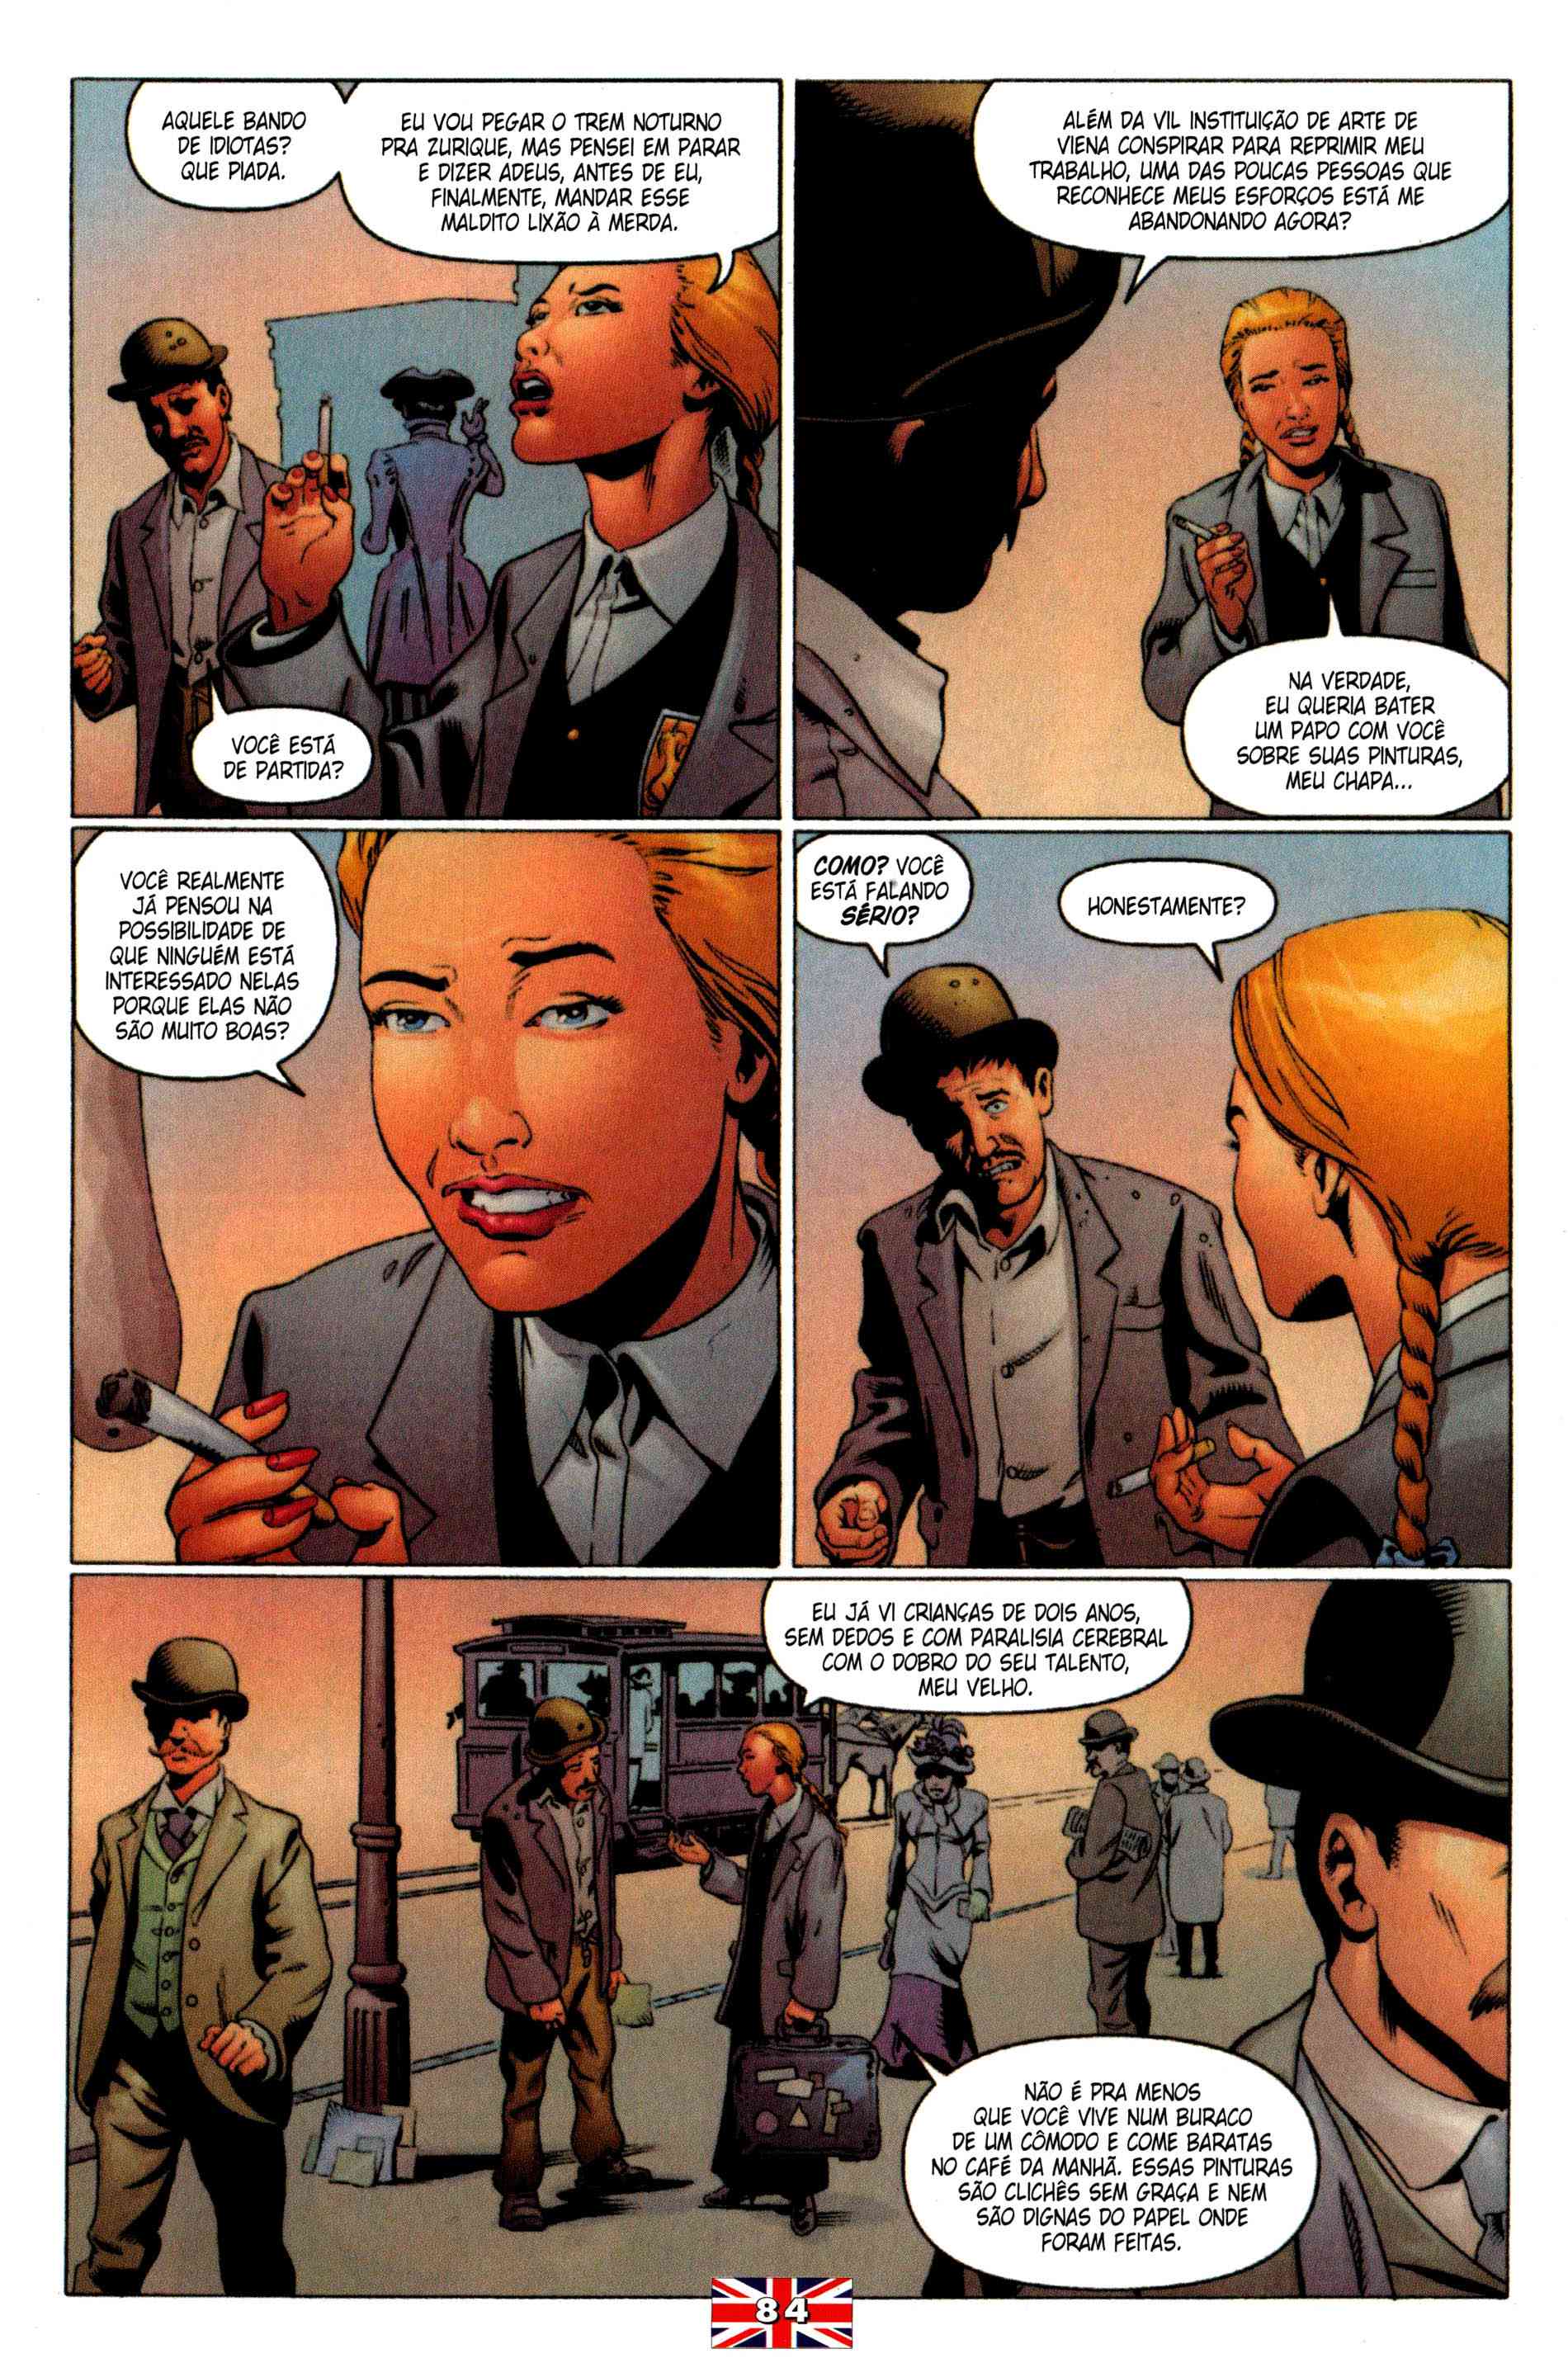 AQUELE BANDO
DE IDIOTAS?
QUE PIADA.
EU VOU PEGAR O TREM NOTURNO
PRA ZURIQUE, MAS PENSEI EM PARAR
E DIZER ADEUS, ANTES DE EU,
FINALMENTE, MANDAR ESSE
MALDITO LIXÃO À MERDA.
VOCÊ ESTÁ
DE PARTIDA?
ALÉM DA VIL INSTITUIÇÃO DE ARTE DE
VIENA CONSPIRAR PARA REPRIMIR MEU
TRABALHO, UMA DAS POUCAS PESSOAS QUE
RECONHECE MEUS ESFORÇOS ESTÁ ME
ABANDONANDO AGORA?
NA VERDADE,
EU QUERIA BATER
UM PAPO COM VOCÊ
SOBRE SUAS PINTURAS,
MEU CHAPA...
VOCÊ REALMENTE
JÁ PENSOU NA
POSSIBILIDADE DE
QUE NINGUÉM ESTÁ
INTERESSADO NELAS
PORQUE ELAS NÃO
SÃO MUITO BOAS?
COMO? VOCÊ
ESTÁ FALANDO
SÉRIO?
HONESTAMENTE?
EU JÁ VI CRIANÇAS DE DOIS ANOS,
SEM DEDOS E COM PARALISIA CEREBRAL
COM O DOBRO DO SEU TALENTO,
MEU VELHO.
NÃO É PRA MENOS
QUE VOCÊ VIVE NUM BURACO
DE UM CÔMODO E COME BARATAS
NO CAFÉ DA MANHÃ. ESSAS PINTURAS
SÃO CLICHÊS SEM GRAÇA E NEM
SÃO DIGNAS DO PAPEL ONDE
FORAM FEITAS.
84